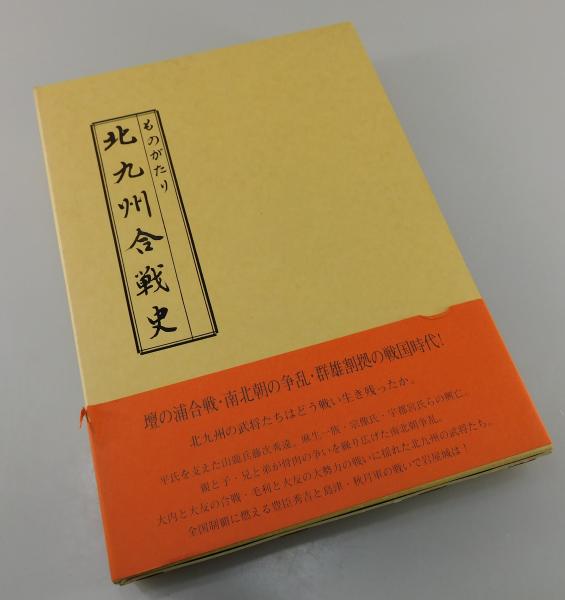 ものがたり
北九州合戦史
壇の浦合戦・南北朝の争乱・群雄割拠の戦国時代!
北九州の武将たちはどう戦い生き残ったか。
平氏を支えた山鹿兵藤次秀遠。麻生一族・宗像氏・宇都宮氏らの興亡。
親と子・兄と弟が骨肉の争いを繰り広げた南北朝争乱。
大内と大友の合戦・毛利と大友の大勢力の戦いに揺れた北九州の武将たち。
全国制覇に燃える豊臣秀吉と島津・秋月軍の戦いで岩屋城は!